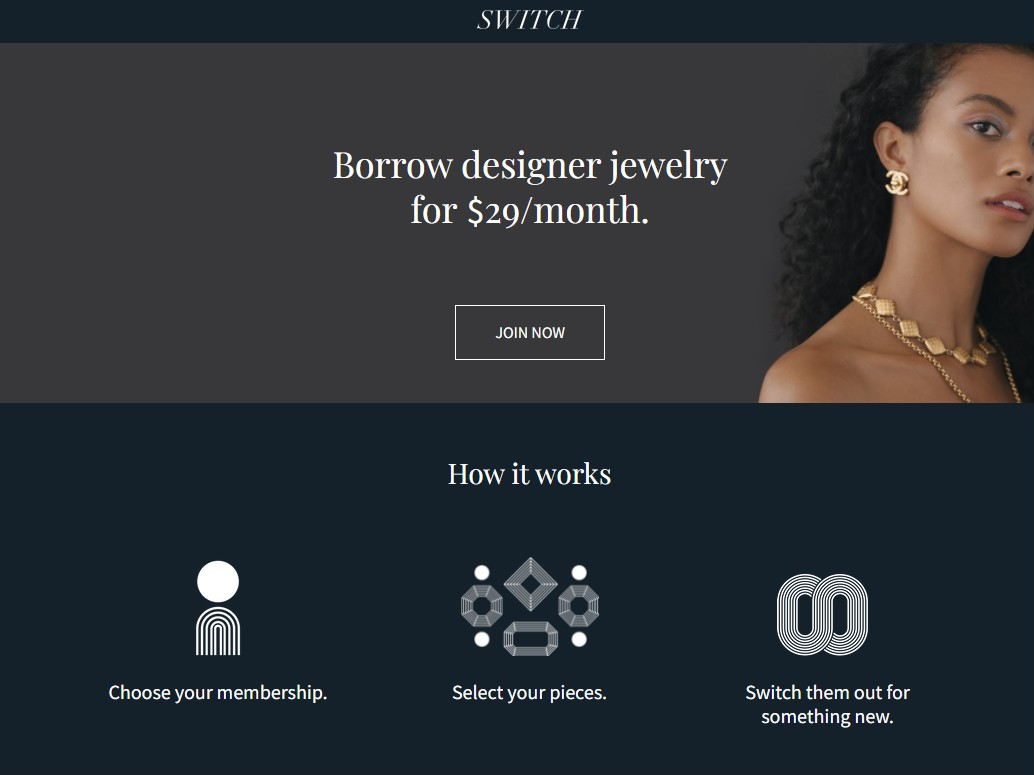 SWITCH
Borrow designer jewelry
for $29/month.
JOIN NOW
How it works
Choose your membership.
Select your pieces.
Switch them out for
something new.